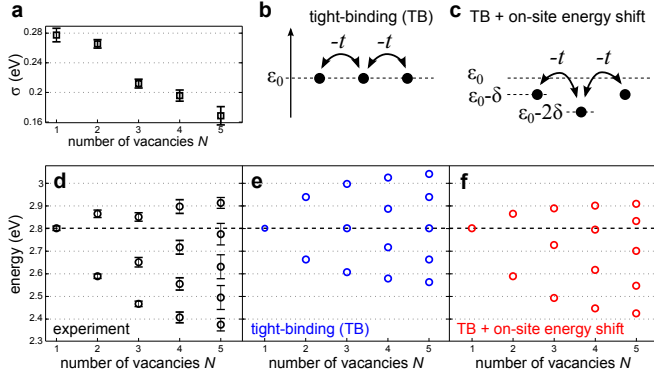 a
0.28
0.24
0.2
0.16
σ (eV)
1 2 3 4 5
number of vacancies N
b
tight-binding (TB)
-t -t
ε0
c
TB + on-site energy shift
-t -t
ε0
ε0-δ
ε0-2δ
energy (eV)
3
2.9
2.8
2.7
2.6
2.5
2.4
2.3
d
experiment
1 2 3 4 5
number of vacancies N
e
tight-binding (TB)
1 2 3 4 5
number of vacancies N
f
TB + on-site energy shift
1 2 3 4 5
number of vacancies N